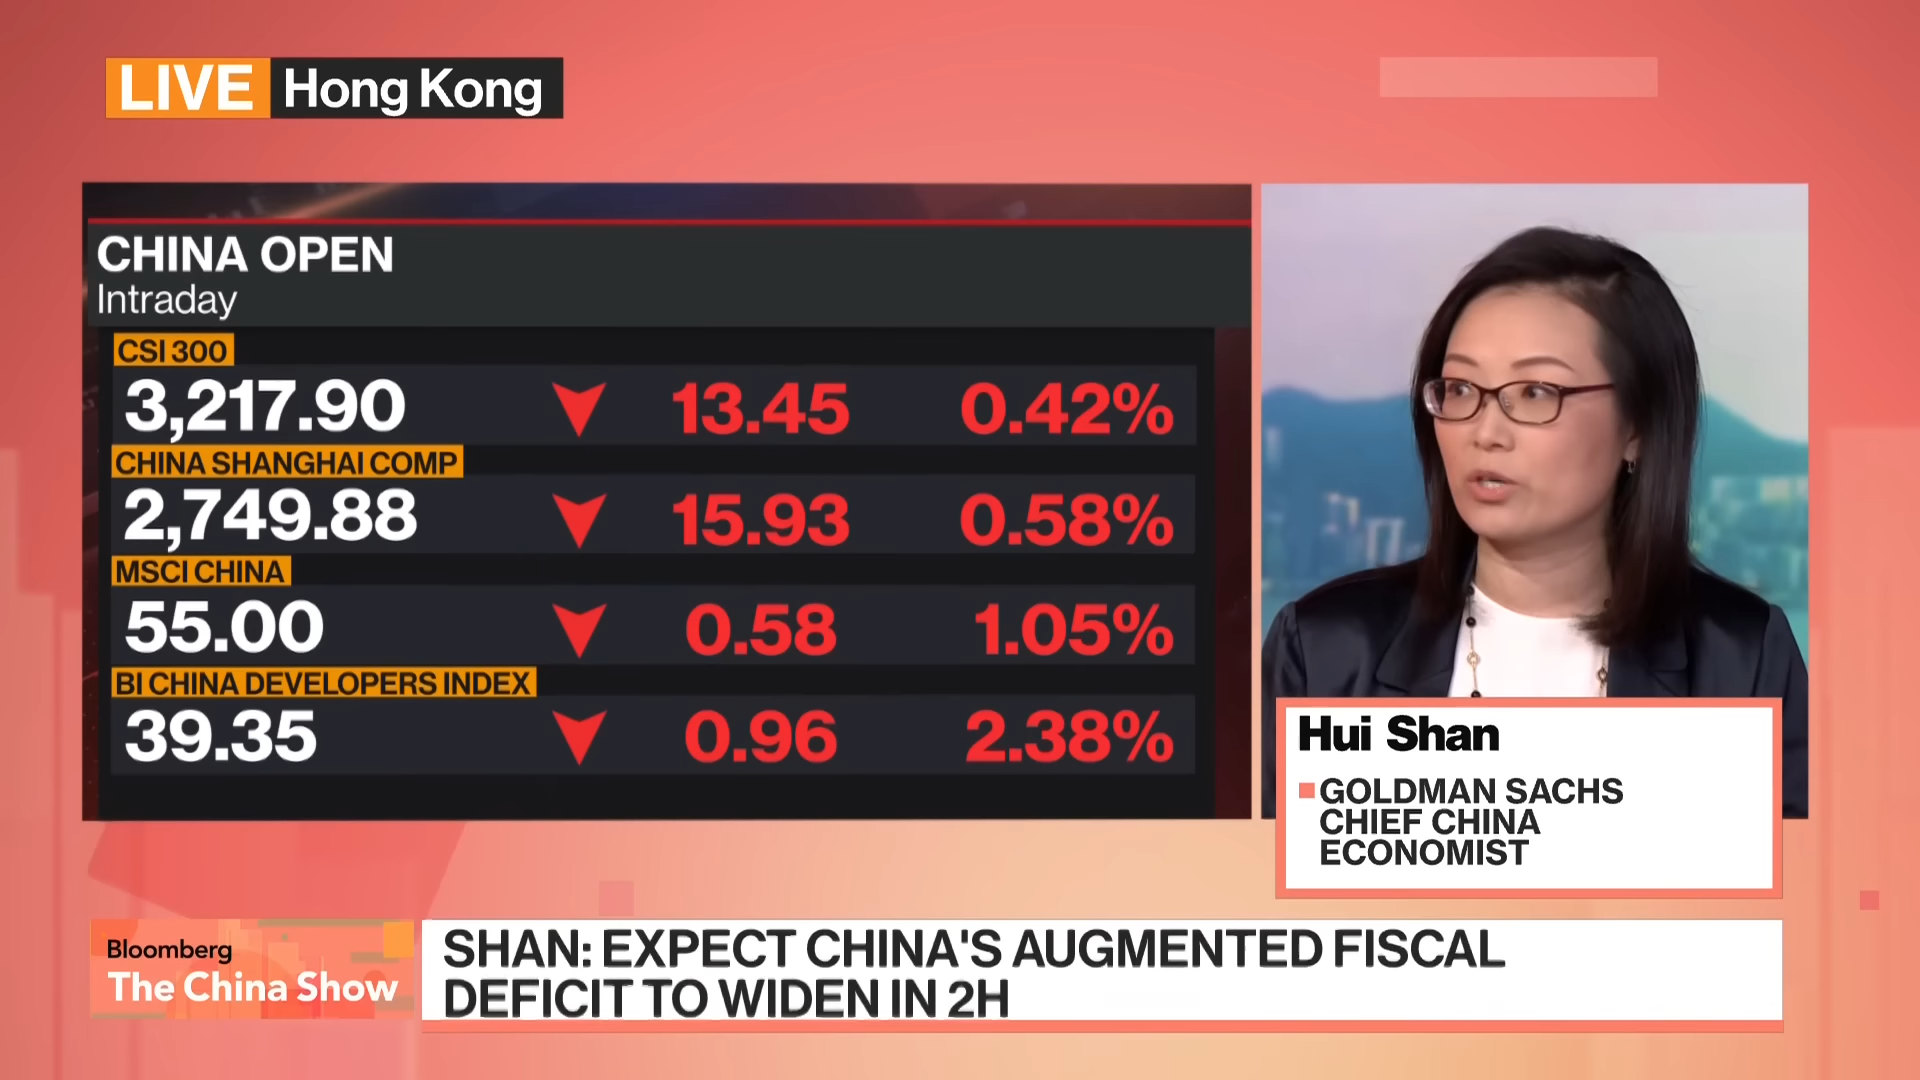 LIVE Hong Kong
CHINA OPEN
Intraday
CSI 300
3,217.90 13.45 0.42%
CHINA SHANGHAI COMP
2,749.88 15.93 0.58%
MSCI CHINA
55.00 0.58 1.05%
BI CHINA DEVELOPERS INDEX
39.35 0.96 2.38%
Hui Shan
GOLDMAN SACHS
CHIEF CHINA
ECONOMIST
Bloomberg
The China Show
SHAN: EXPECT CHINA'S AUGMENTED FISCAL
DEFICIT TO WIDEN IN 2H